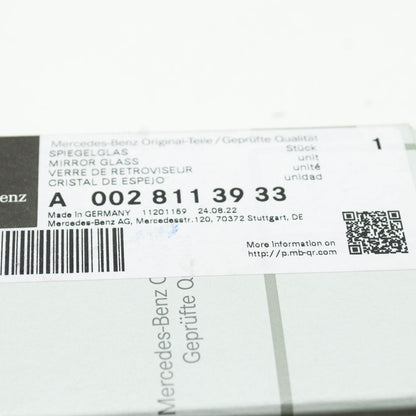 Mercedes-Benz Original-Teile/Geprüfte Qualität
SPIEGELGLAS Stück 1
MIRROR GLASS unit
VERRE DE RETROVISEUR unité
CRISTAL DE ESPEJO unidad
enz A 002 811 39 33
Made in GERMANY 11201169 24.08.22
Mercedes-Benz AG, Mercedesstr.120, 70372 Stuttgart, DE
More information on
http://p.mb-qr.com
Mercedes-Benz O
Geprüfte Qu